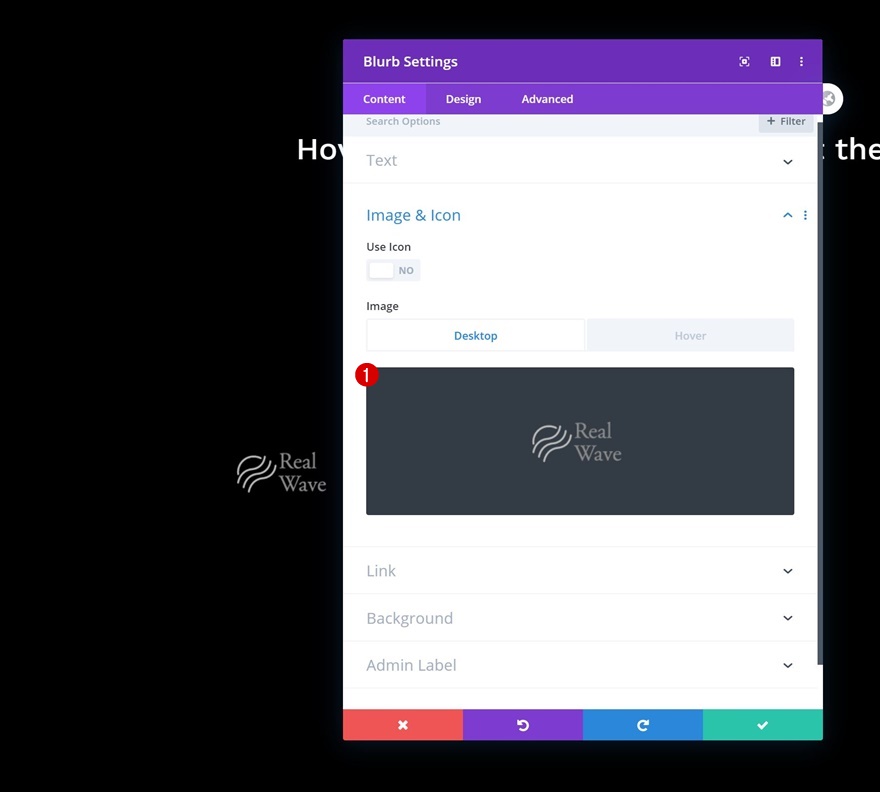 Blurb Settings
Content Design Advanced
Search Options + Filter
the
Text
Image & Icon
Use Icon
NO
Image
Desktop Hover
1
Real
Wave
Real
Wave
Link
Background
Admin Label